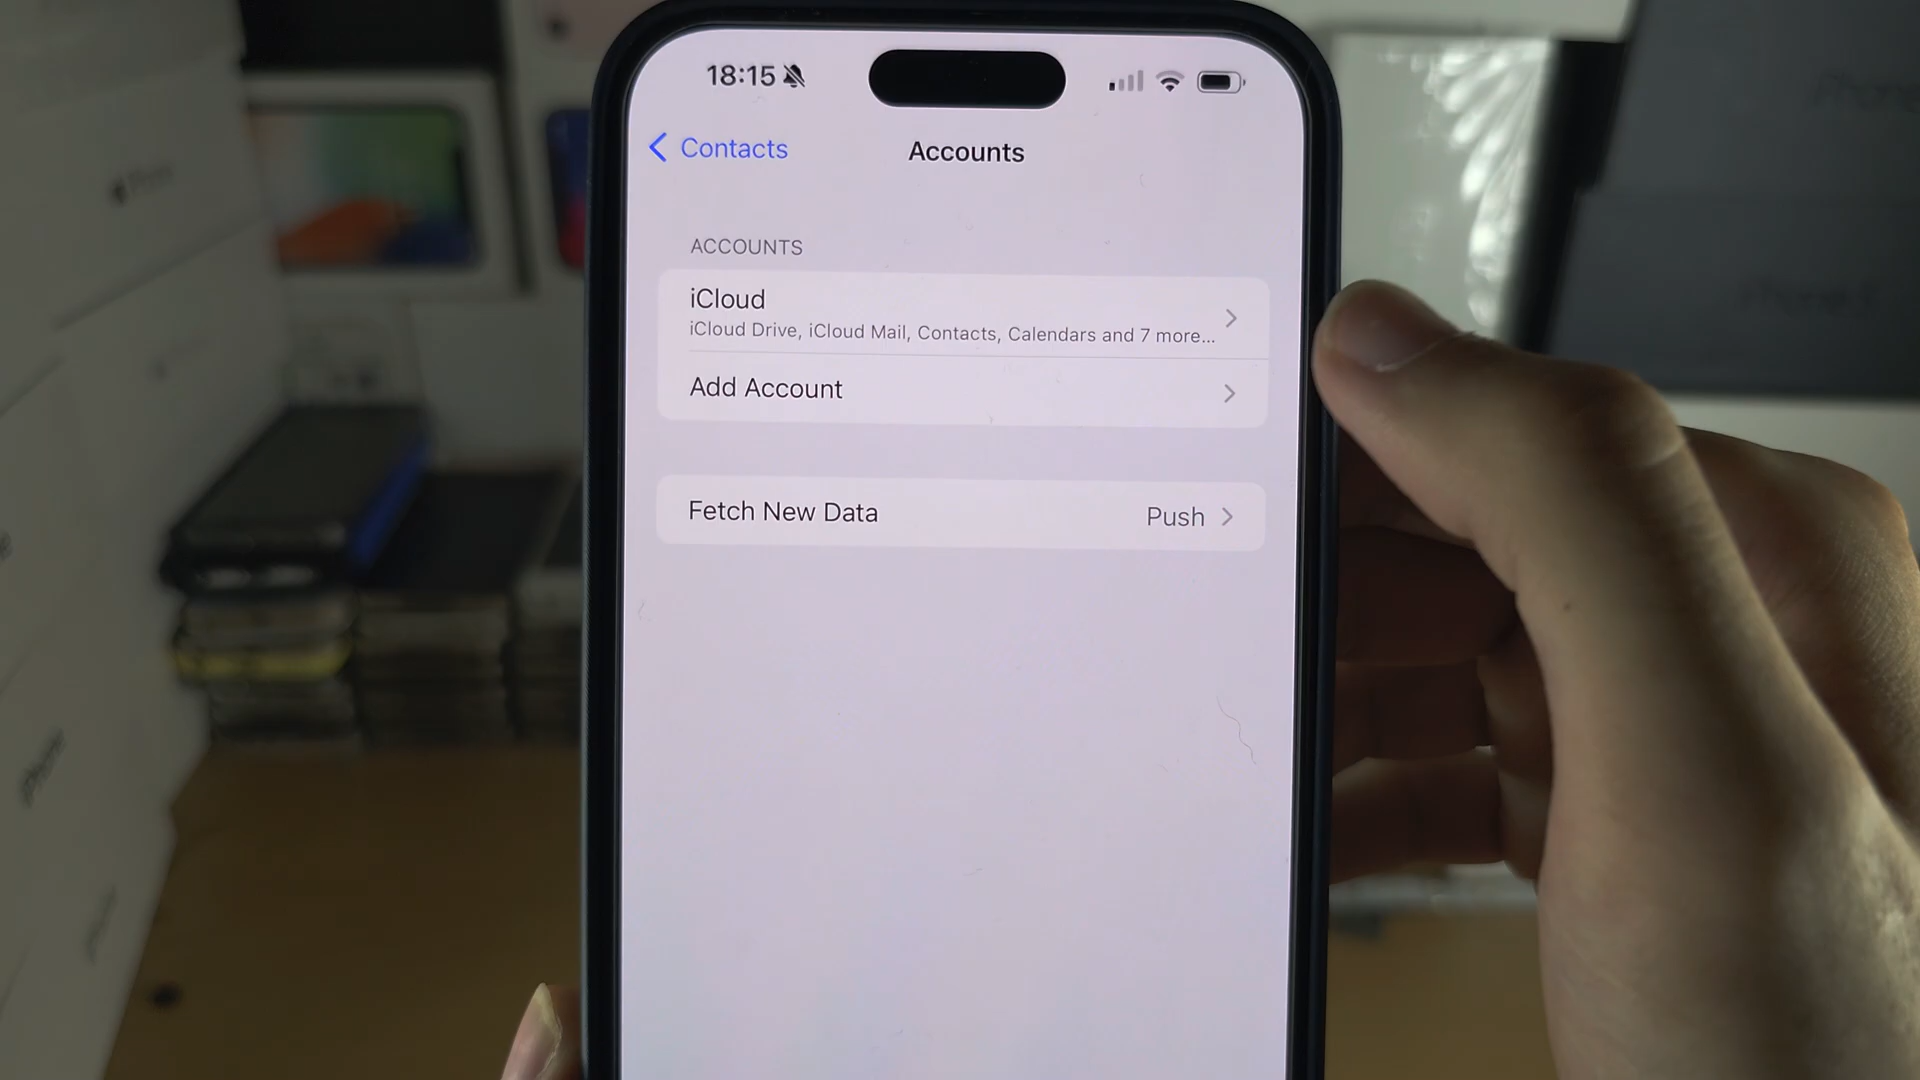 18:15
Contacts
Accounts
ACCOUNTS
iCloud
iCloud Drive, iCloud Mail, Contacts, Calendars and 7 more...
Add Account
Fetch New Data
Push
iPhone